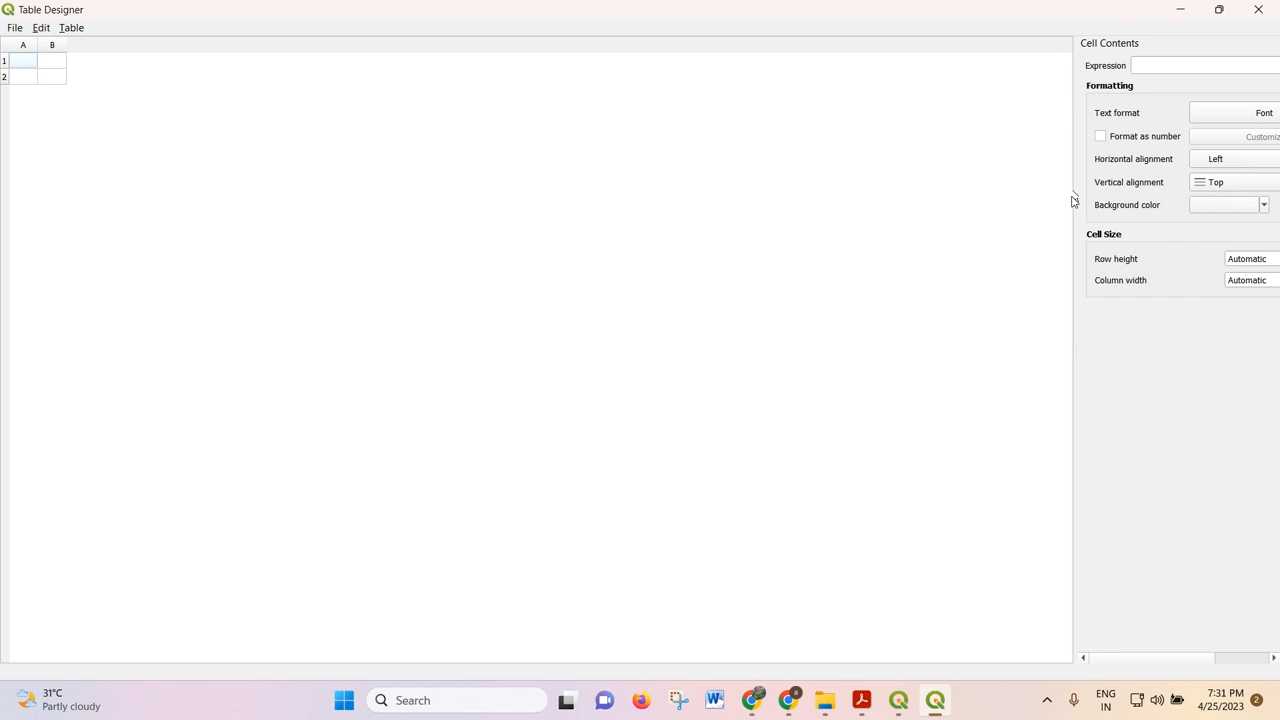 Table Designer
File Edit Table
A B
1
2
Cell Contents
Expression
Formatting
Text format Font
Format as number Customiz
Horizontal alignment Left
Vertical alignment Top
Background color
Cell Size
Row height Automatic
Column width Automatic
31°C
Partly cloudy
Search
ENG
IN
7:31 PM
4/25/2023
2